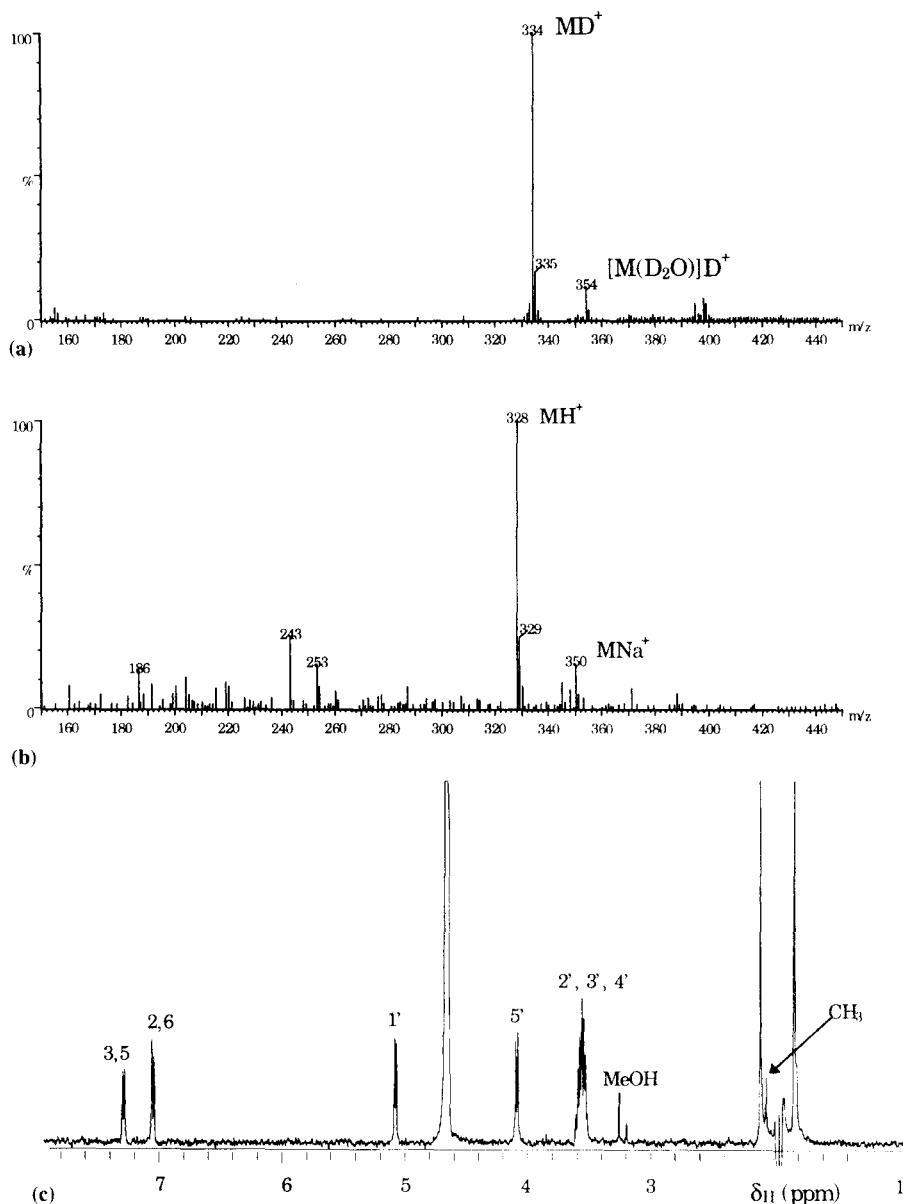 100
334 MD⁺
%
335
354 [M(D₂O)]D⁺
0
160 180 200 220 240 260 280 300 320 340 360 380 400 420 440 m/z
(a)
100
328 MH⁺
%
329
243
186
253
350 MNa⁺
0
160 180 200 220 240 260 280 300 320 340 360 380 400 420 440 m/z
(b)
2', 3', 4'
CH₃
1'
5'
2,6
3,5
MeOH
7 6 5 4 3 δH (ppm) 1
(c)